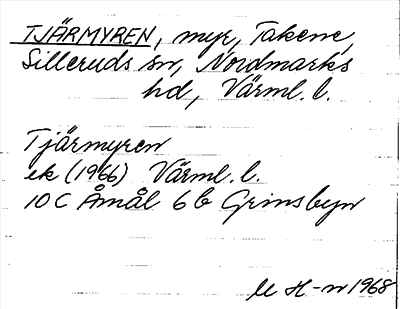 TJÄRMYREN, myr, Takene,
Silleruds sn, Nordmarks
hd, Värml. l.
Tjärmyren
ek (1966) Värml. l.
10 C Åmål 6 b Grinsbyn
M H-n 1968